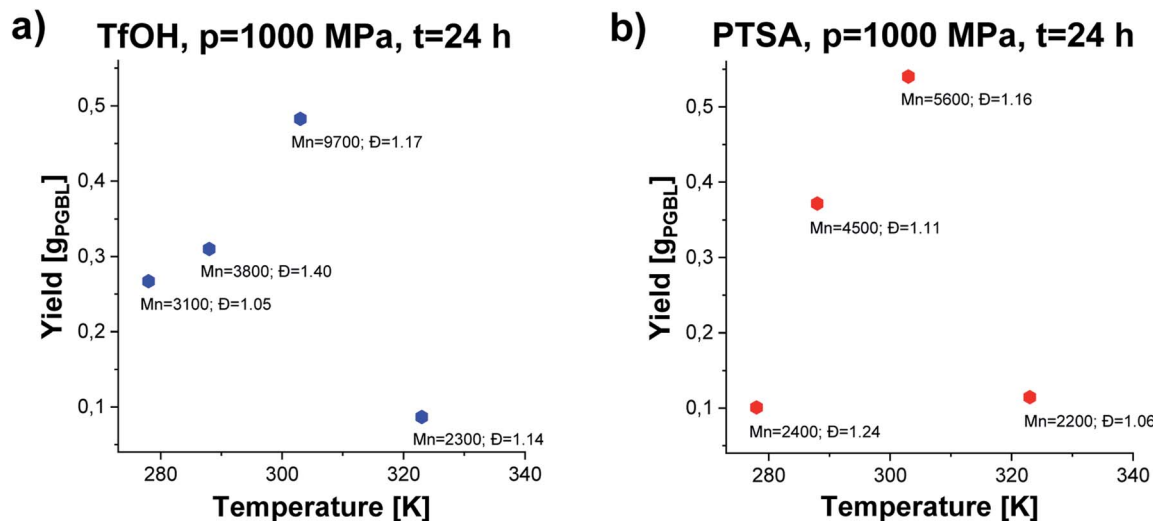 a) TfOH, p=1000 MPa, t=24 h
Yield [gPGBL]
0,5
0,4
0,3
0,2
0,1
Mn=9700; Đ=1.17
Mn=3800; Đ=1.40
Mn=3100; Đ=1.05
Mn=2300; Đ=1.14
280 300 320 340
Temperature [K]
b) PTSA, p=1000 MPa, t=24 h
Yield [gPGBL]
0,5
0,4
0,3
0,2
0,1
Mn=5600; Đ=1.16
Mn=4500; Đ=1.11
Mn=2400; Đ=1.24
Mn=2200; Đ=1.06
280 300 320 340
Temperature [K]